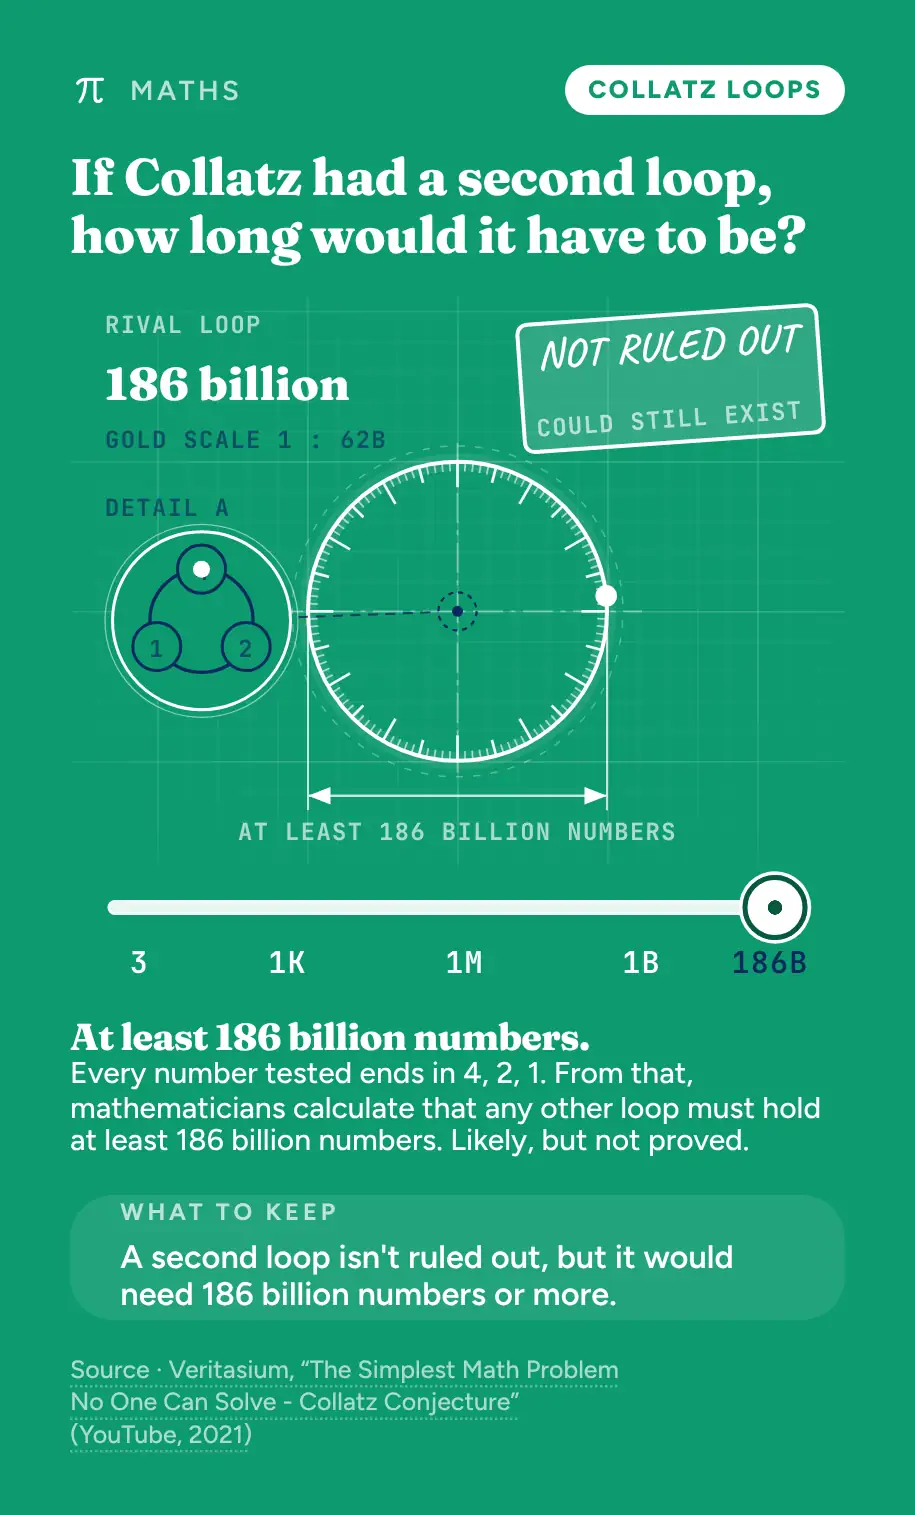 π MATHS
COLLATZ LOOPS
If Collatz had a second loop,
how long would it have to be?
RIVAL LOOP
186 billion
GOLD SCALE 1 : 62B
NOT RULED OUT
COULD STILL EXIST
DETAIL A
1
2
AT LEAST 186 BILLION NUMBERS
3 1K 1M 1B 186B
At least 186 billion numbers.
Every number tested ends in 4, 2, 1. From that,
mathematicians calculate that any other loop must hold
at least 186 billion numbers. Likely, but not proved.
WHAT TO KEEP
A second loop isn't ruled out, but it would
need 186 billion numbers or more.
Source · Veritasium, “The Simplest Math Problem
No One Can Solve - Collatz Conjecture”
(YouTube, 2021)